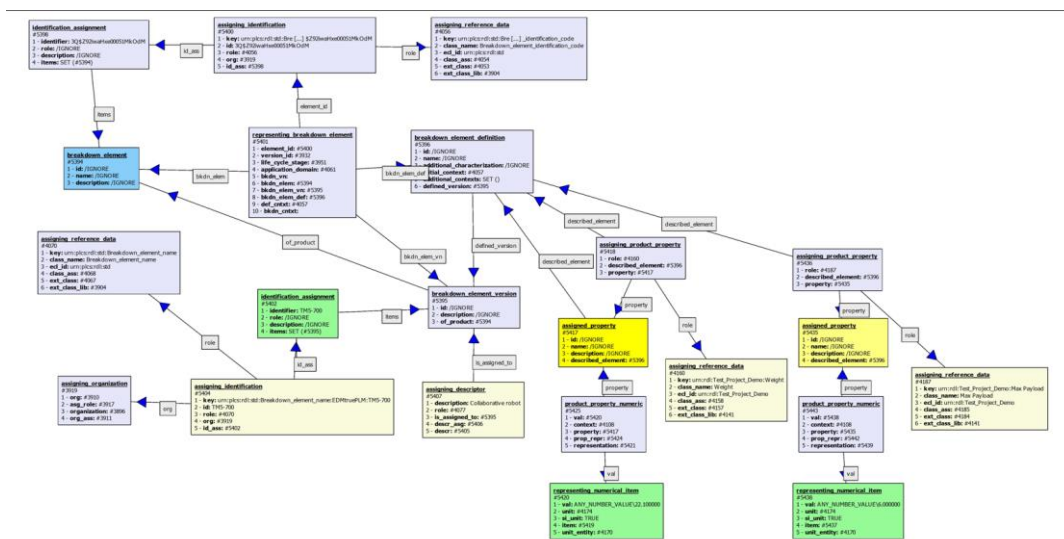 identification_assignment
#5398
1 - identifier: 3Q$Z92IwaHxe00051MkOdM
2 - role: /IGNORE
3 - description: /IGNORE
4 - items: SET (#5394)
assigning_identification
#5400
1 - key: urn:plcs:rdl:std:Bre [...] $Z92IwaHxe00051MkOdM
2 - id: 3Q$Z92IwaHxe00051MkOdM
3 - role: #4056
4 - org: #3919
5 - id_ass: #5398
assigning_reference_data
#4056
1 - key: urn:plcs:rdl:std:Bre [...] _identification_code
2 - class_name: Breakdown_element_identification_code
3 - ecl_id: urn:plcs:rdl:std
4 - class_ass: #4054
5 - ext_class: #4053
6 - ext_class_lib: #3904
id_ass
role
items
element_id
breakdown_element
#5394
1 - id: /IGNORE
2 - name: /IGNORE
3 - description: /IGNORE
representing_breakdown_element
#5401
1 - element_id: #5400
2 - version_id: #3932
3 - life_cycle_stage: #3951
4 - application_domain: #4061
5 - bkdn_vn:
6 - bkdn_elem: #5394
7 - bkdn_elem_vn: #5395
8 - bkdn_elem_def: #5396
9 - def_cntxt: #4057
10 - bkdn_cntxt:
breakdown_element_definition
#5396
1 - id: /IGNORE
2 - name: /IGNORE
additional_characterization: /IGNORE
initial_context: #4057
additional_contexts: SET ()
6 - defined_version: #5395
bkdn_elem
bkdn_elem_def
of_product
bkdn_elem_vn
defined_version
described_element
described_element
described_element
assigning_reference_data
#4070
1 - key: urn:plcs:rdl:std:Breakdown_element_name
2 - class_name: Breakdown_element_name
3 - ecl_id: urn:plcs:rdl:std
4 - class_ass: #4068
5 - ext_class: #4067
6 - ext_class_lib: #3904
assigning_product_property
#5418
1 - role: #4160
2 - described_element: #5396
3 - property: #5417
assigning_product_property
#5436
1 - role: #4187
2 - described_element: #5396
3 - property: #5435
identification_assignment
#5402
1 - identifier: TM5-700
2 - role: /IGNORE
3 - description: /IGNORE
4 - items: SET (#5395)
items
breakdown_element_version
#5395
1 - id: /IGNORE
2 - description: /IGNORE
3 - of_product: #5394
property
role
property
role
assigned_property
#5417
1 - id: /IGNORE
2 - name: /IGNORE
3 - description: /IGNORE
4 - described_element: #5396
assigned_property
#5435
1 - id: /IGNORE
2 - name: /IGNORE
3 - description: /IGNORE
4 - described_element: #5396
role
id_ass
is_assigned_to
assigning_organization
#3919
1 - org: #3910
2 - asg_role: #3917
3 - organization: #3896
4 - org_ass: #3911
org
assigning_identification
#5404
1 - key: urn:plcs:rdl:std:Breakdown_element_name:EDMtruePLM:TM5-700
2 - id: TM5-700
3 - role: #4070
4 - org: #3919
5 - id_ass: #5402
assigning_descriptor
#5407
1 - description: Collaborative robot
2 - role: #4077
3 - is_assigned_to: #5395
4 - descr_asg: #5406
5 - descr: #5405
assigning_reference_data
#4160
1 - key: urn:rdl:Test_Project_Demo:Weight
2 - class_name: Weight
3 - ecl_id: urn:rdl:Test_Project_Demo
4 - class_ass: #4158
5 - ext_class: #4157
6 - ext_class_lib: #4141
assigning_reference_data
#4187
1 - key: urn:rdl:Test_Project_Demo:Max Payload
2 - class_name: Max Payload
3 - ecl_id: urn:rdl:Test_Project_Demo
4 - class_ass: #4185
5 - ext_class: #4184
6 - ext_class_lib: #4141
property
property
product_property_numeric
#5425
1 - val: #5420
2 - context: #4108
3 - property: #5417
4 - prop_repr: #5424
5 - representation: #5421
product_property_numeric
#5443
1 - val: #5438
2 - context: #4108
3 - property: #5435
4 - prop_repr: #5442
5 - representation: #5439
val
val
representing_numerical_item
#5420
1 - val: ANY_NUMBER_VALUE\22.100000
2 - unit: #4174
3 - si_unit: TRUE
4 - item: #5419
5 - unit_entity: #4170
representing_numerical_item
#5438
1 - val: ANY_NUMBER_VALUE\6.000000
2 - unit: #4174
3 - si_unit: TRUE
4 - item: #5437
5 - unit_entity: #4170